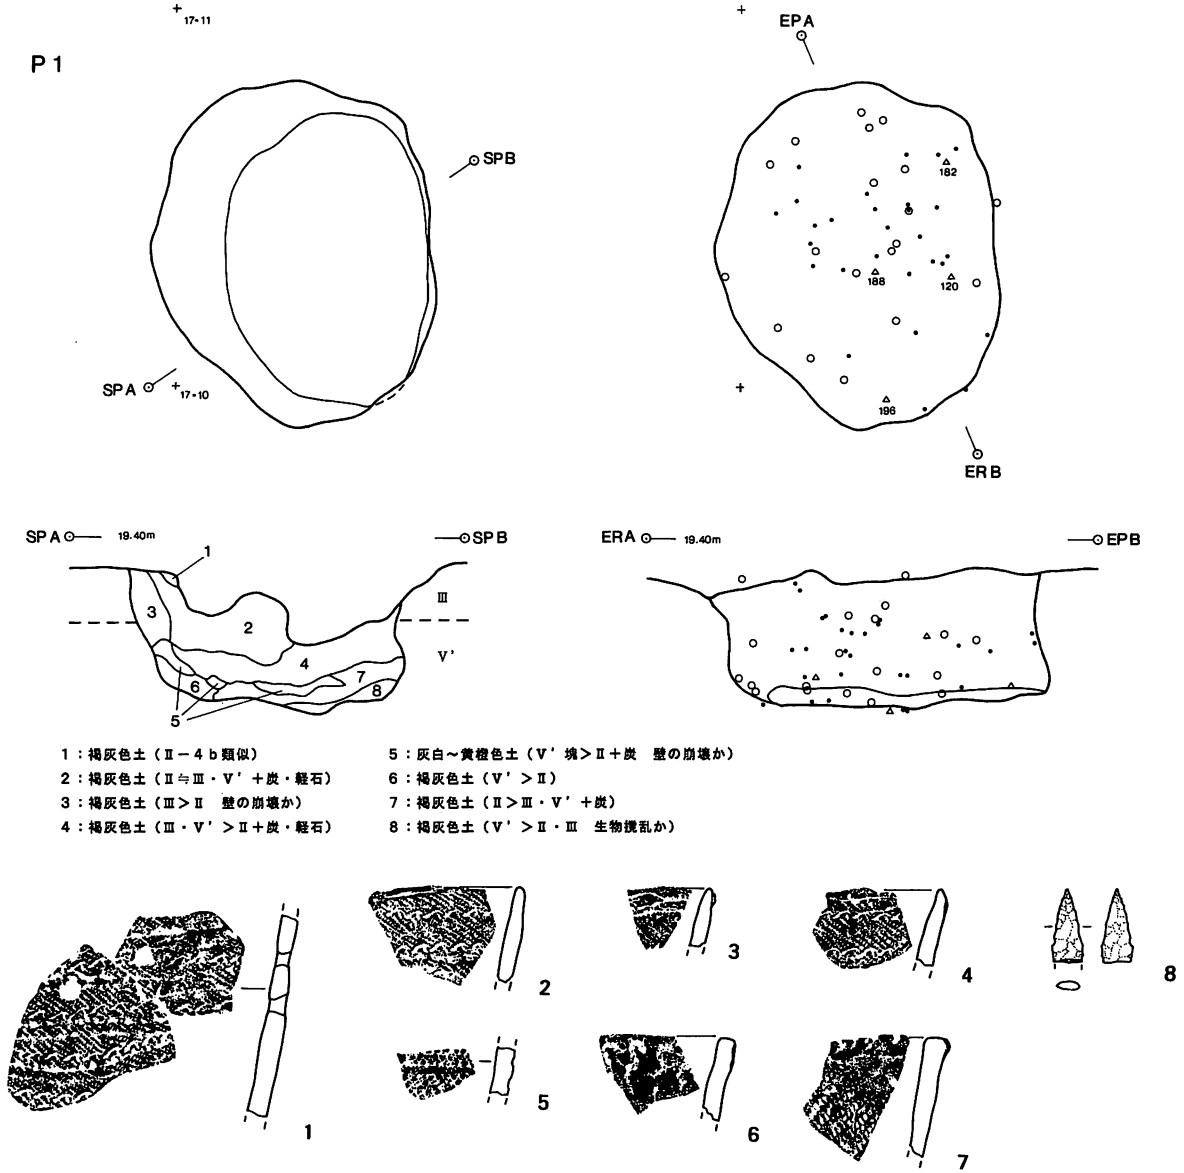 17-11
P 1
SPB
SPA
17-10
EPA
182
188
120
196
ERB
SPA 19.40m SPB
1
2
3
4
5
6
7
8
Ⅲ
Ⅴ'
ERA 19.40m EPB
1：褐灰色土（Ⅱ－4b類似）
2：褐灰色土（Ⅱ≒Ⅲ・Ⅴ'＋炭・軽石）
3：褐灰色土（Ⅲ＞Ⅱ　壁の崩壊か）
4：褐灰色土（Ⅲ・Ⅴ'＞Ⅱ＋炭・軽石）
5：灰白～黄橙色土（Ⅴ'塊＞Ⅱ＋炭　壁の崩壊か）
6：褐灰色土（Ⅴ'＞Ⅱ）
7：褐灰色土（Ⅱ＞Ⅲ・Ⅴ'＋炭）
8：褐灰色土（Ⅴ'＞Ⅱ・Ⅲ　生物撹乱か）
1
2
3
4
5
6
7
8